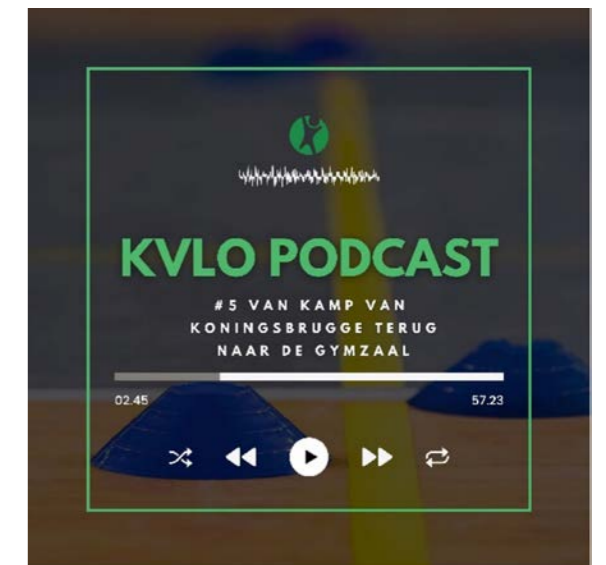 KVLO PODCAST
#5 VAN KAMP VAN
KONINGSBRUGGE TERUG
NAAR DE GYMZAAL
02.45 57.23